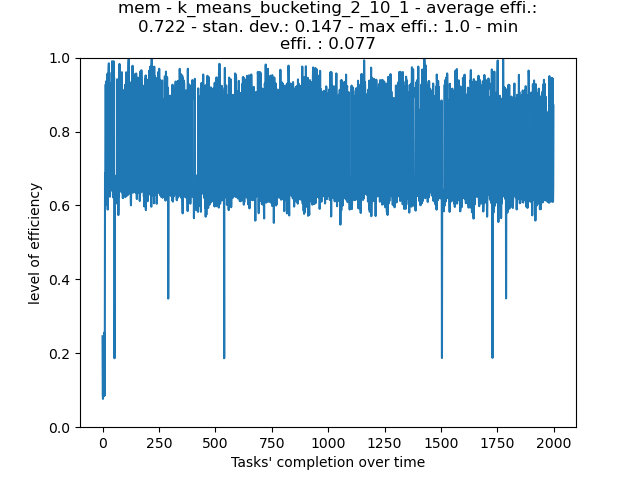 mem - k_means_bucketing_2_10_1 - average effi.:
0.722 - stan. dev.: 0.147 - max effi.: 1.0 - min
effi. : 0.077
1.0
0.8
0.6
0.4
0.2
0.0
level of efficiency
0 250 500 750 1000 1250 1500 1750 2000
Tasks' completion over time